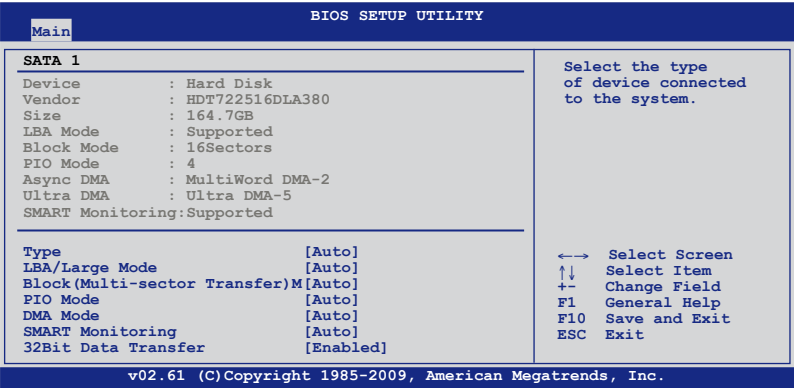 BIOS SETUP UTILITY
Main
SATA 1
Device : Hard Disk
Vendor : HDT722516DLA380
Size : 164.7GB
LBA Mode : Supported
Block Mode : 16Sectors
PIO Mode : 4
Async DMA : MultiWord DMA-2
Ultra DMA : Ultra DMA-5
SMART Monitoring:Supported
Type [Auto]
LBA/Large Mode [Auto]
Block(Multi-sector Transfer)M[Auto]
PIO Mode [Auto]
DMA Mode [Auto]
SMART Monitoring [Auto]
32Bit Data Transfer [Enabled]
Select the type
of device connected
to the system.
←→ Select Screen
↑↓ Select Item
+- Change Field
F1 General Help
F10 Save and Exit
ESC Exit
v02.61 (C)Copyright 1985-2009, American Megatrends, Inc.